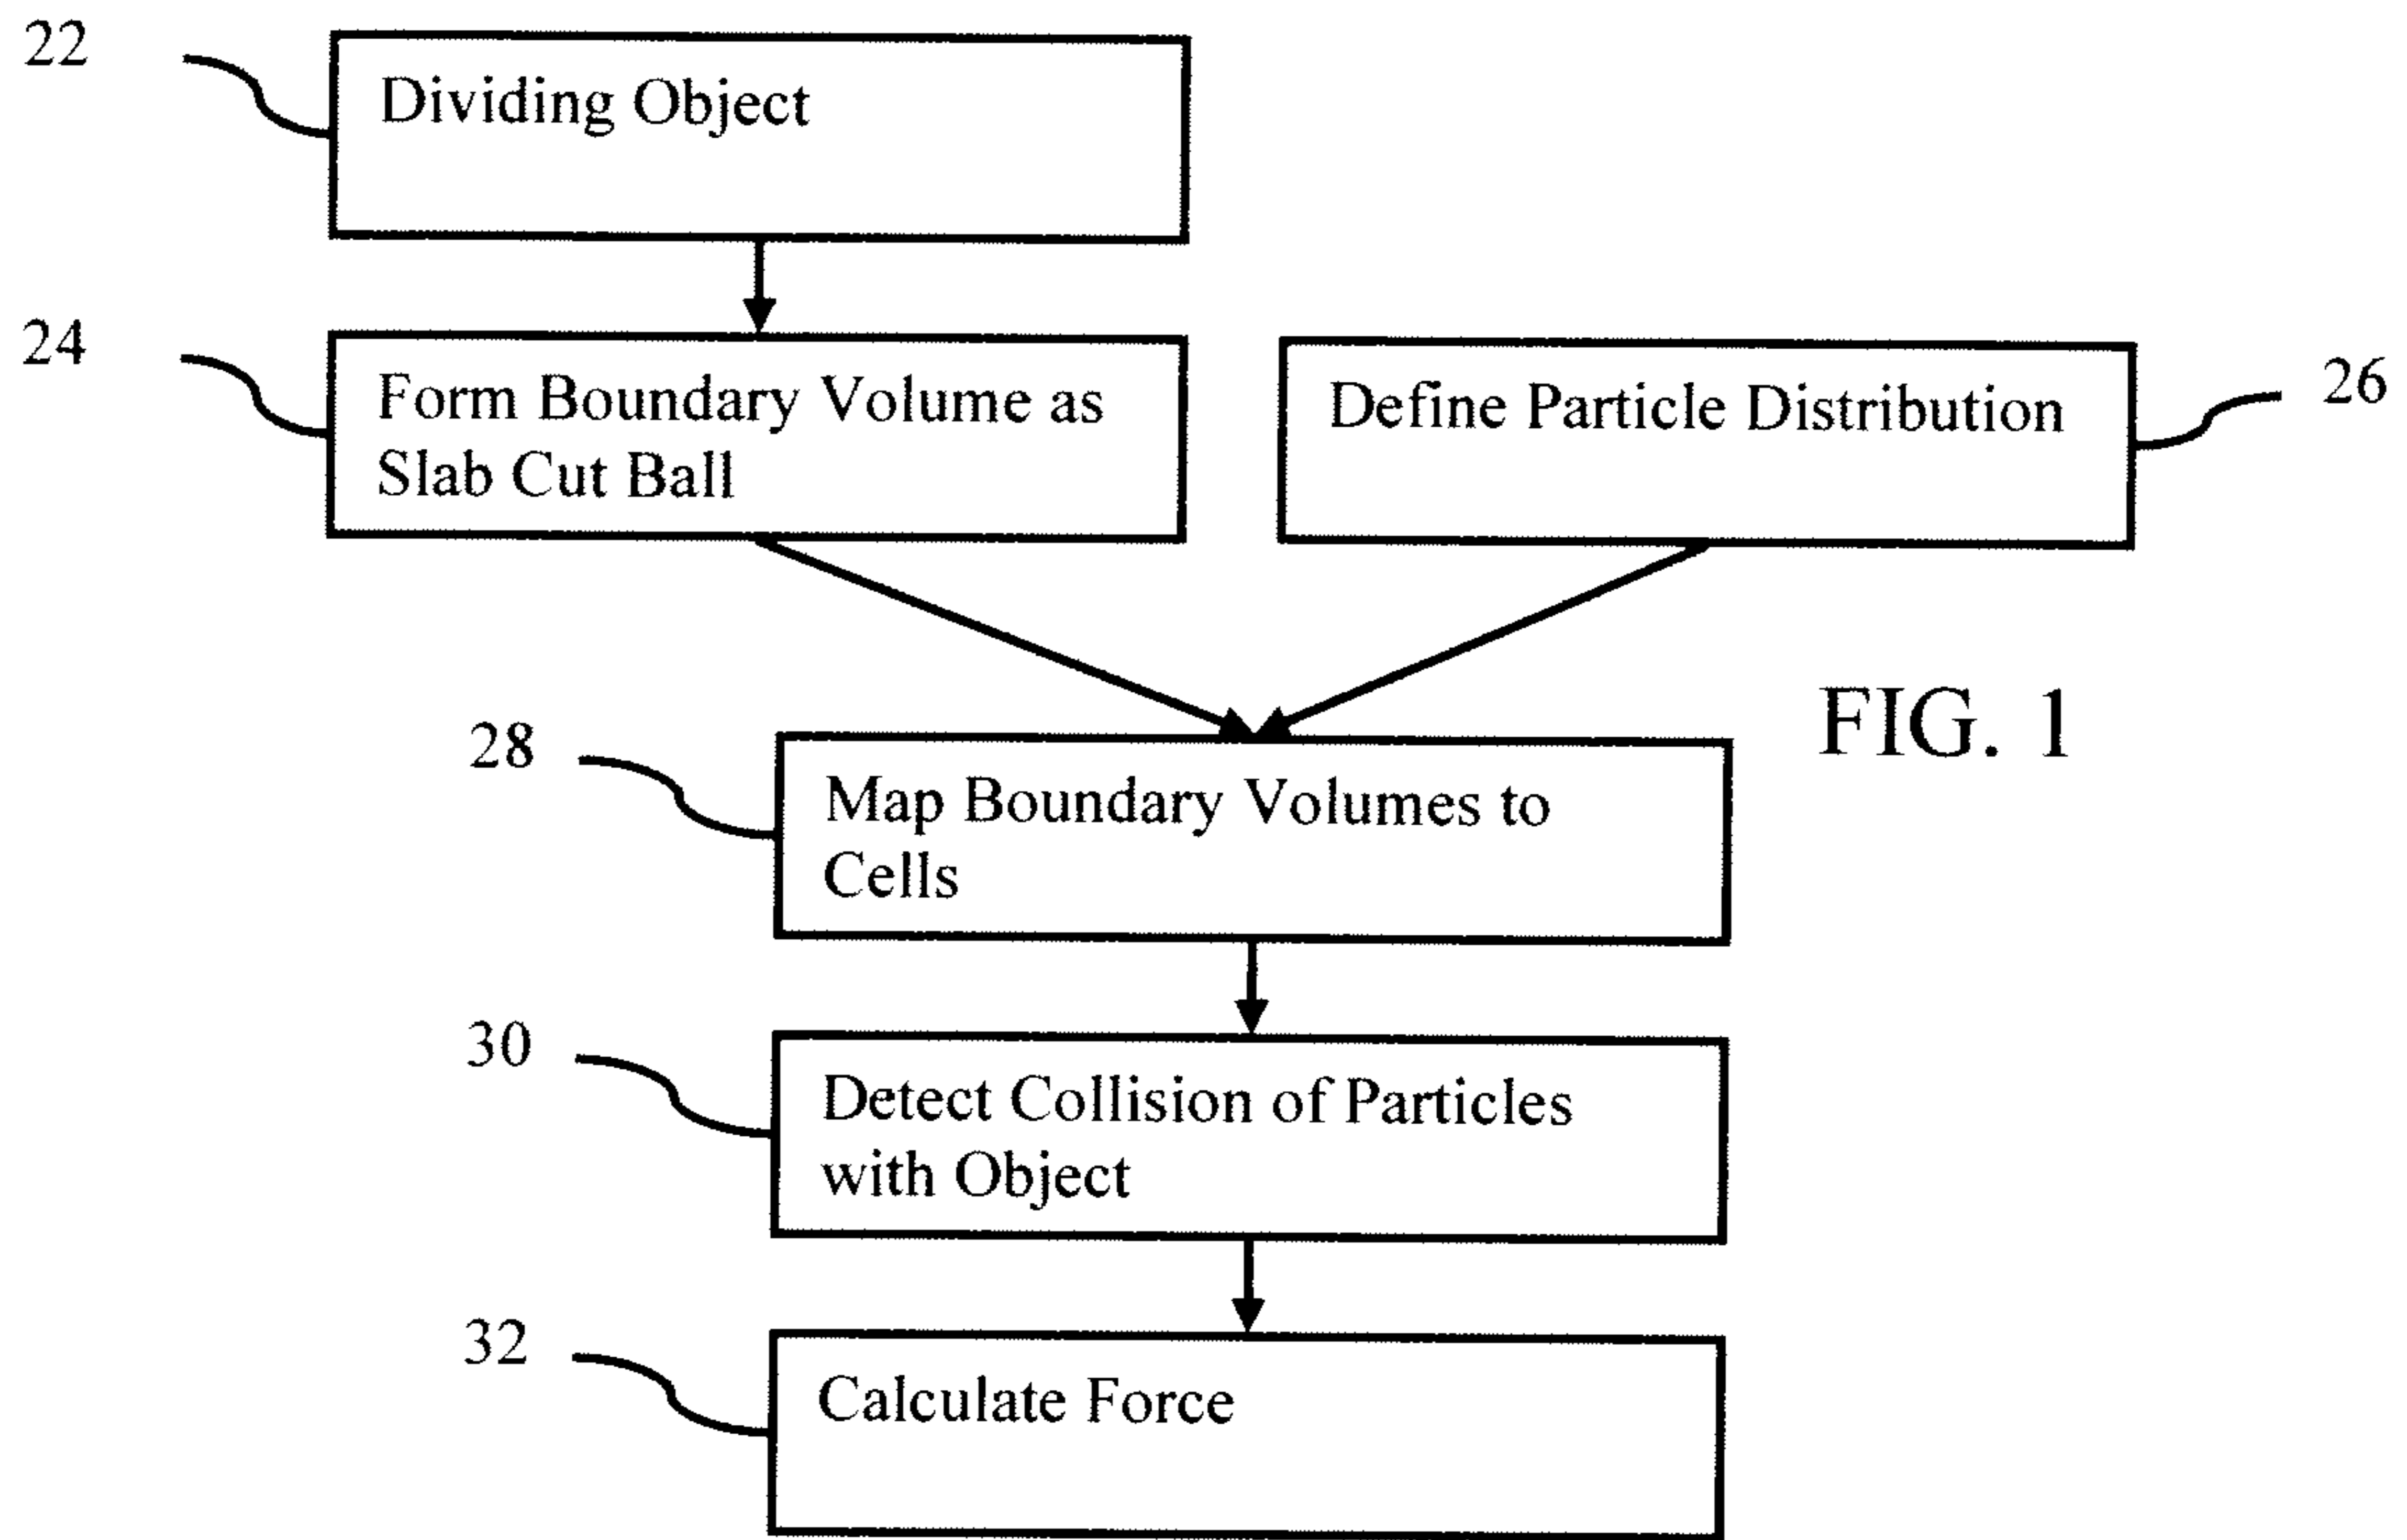 22
Dividing Object
24
Form Boundary Volume as
Slab Cut Ball
Define Particle Distribution
26
FIG. 1
28
Map Boundary Volumes to
Cells
30
Detect Collision of Particles
with Object
32
Calculate Force